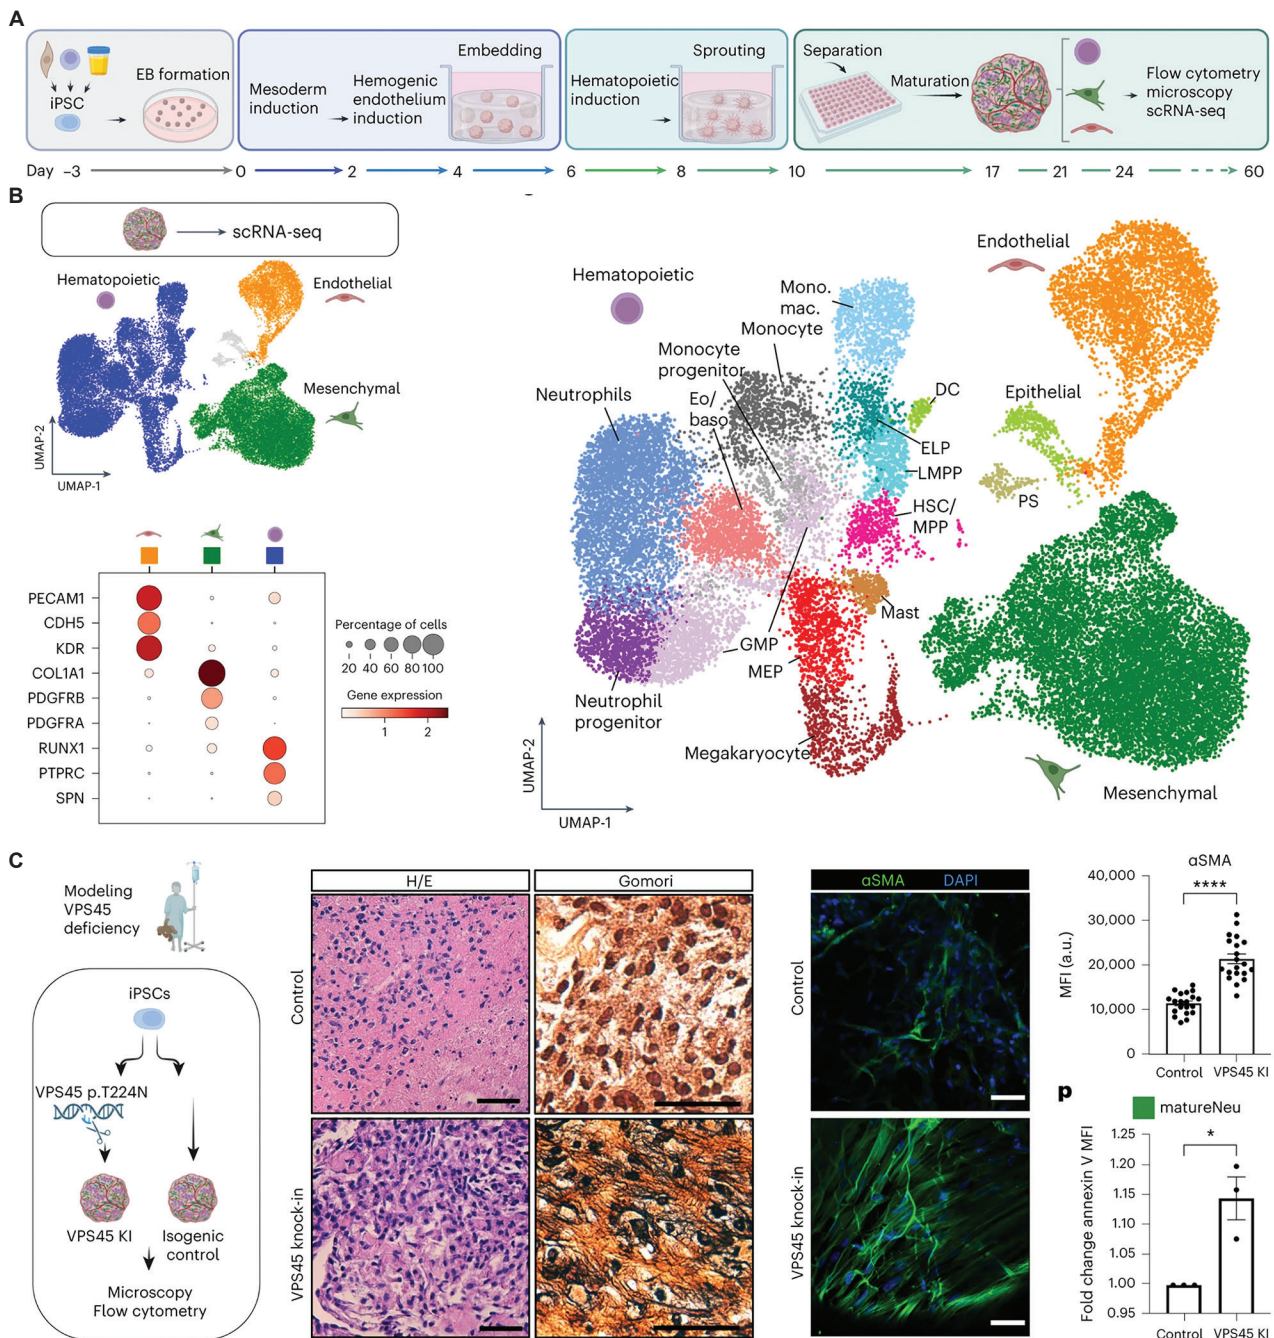 A
iPSC
EB formation
Mesoderm
induction
Hemogenic
endothelium
induction
Embedding
Hematopoietic
induction
Sprouting
Separation
Maturation
Flow cytometry
microscopy
scRNA-seq
Day −3 0 2 4 6 8 10 17 21 24 60
B
scRNA-seq
Hematopoietic
Endothelial
Mesenchymal
UMAP-2
UMAP-1
PECAM1
CDH5
KDR
COL1A1
PDGFRB
PDGFRA
RUNX1
PTPRC
SPN
Percentage of cells
20 40 60 80 100
Gene expression
1 2
Hematopoietic
Endothelial
Mono.
mac.
Monocyte
Monocyte
progenitor
Eo/
baso
Neutrophils
DC
Epithelial
ELP
LMPP
PS
HSC/
MPP
Mast
GMP
MEP
Neutrophil
progenitor
Megakaryocyte
Mesenchymal
UMAP-2
UMAP-1
C
Modeling
VPS45
deficiency
iPSCs
VPS45 p.T224N
VPS45 KI
Isogenic
control
Microscopy
Flow cytometry
H/E
Gomori
Control
VPS45 knock-in
αSMA DAPI
Control
VPS45 knock-in
αSMA
****
MFI (a.u.)
40,000
30,000
20,000
10,000
0
Control VPS45 KI
p
matureNeu
*
Fold change annexin V MFI
1.25
1.20
1.15
1.10
1.05
1.00
0.95
Control VPS45 KI